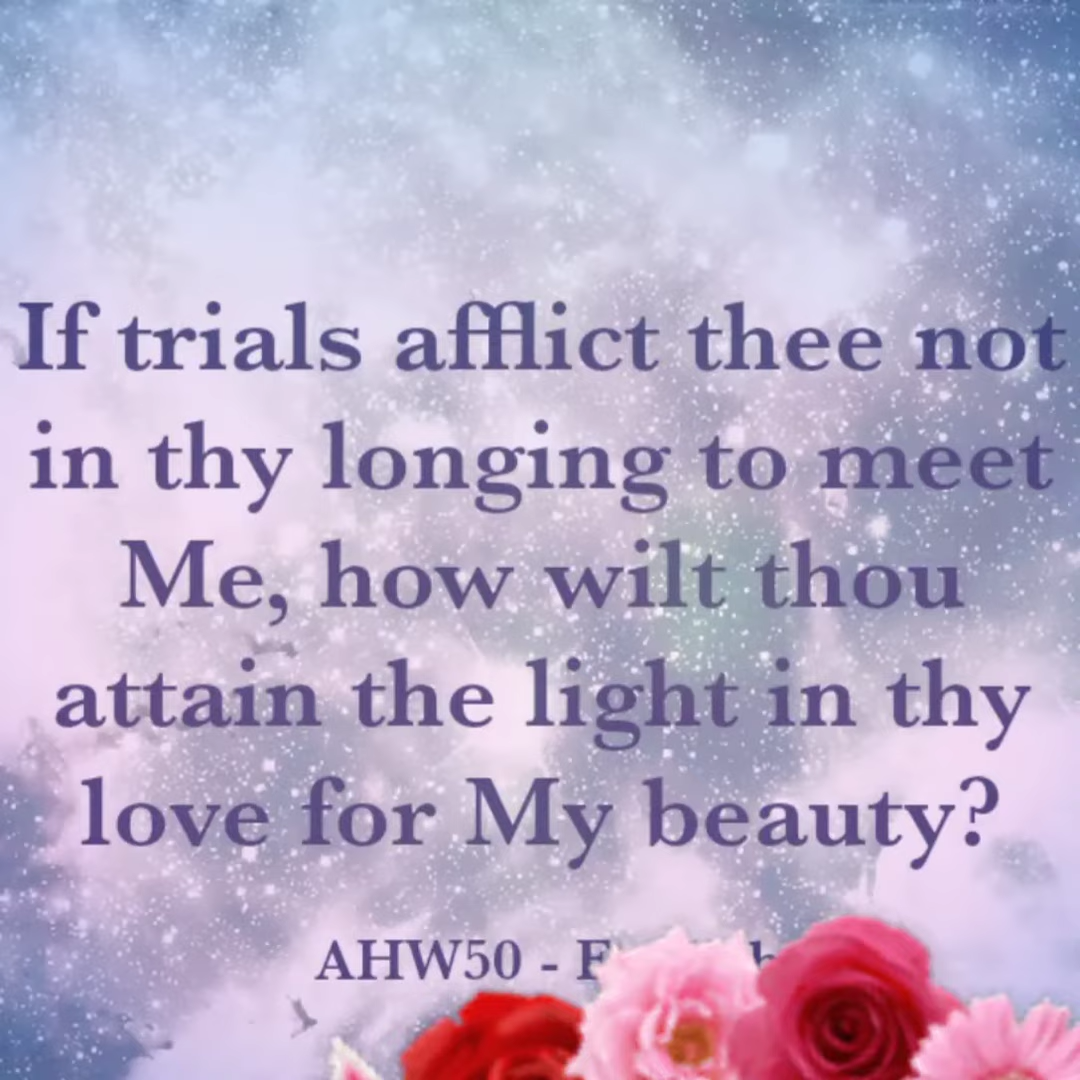 If trials afflict thee not
in thy longing to meet
Me, how wilt thou
attain the light in thy
love for My beauty?
AHW50 -